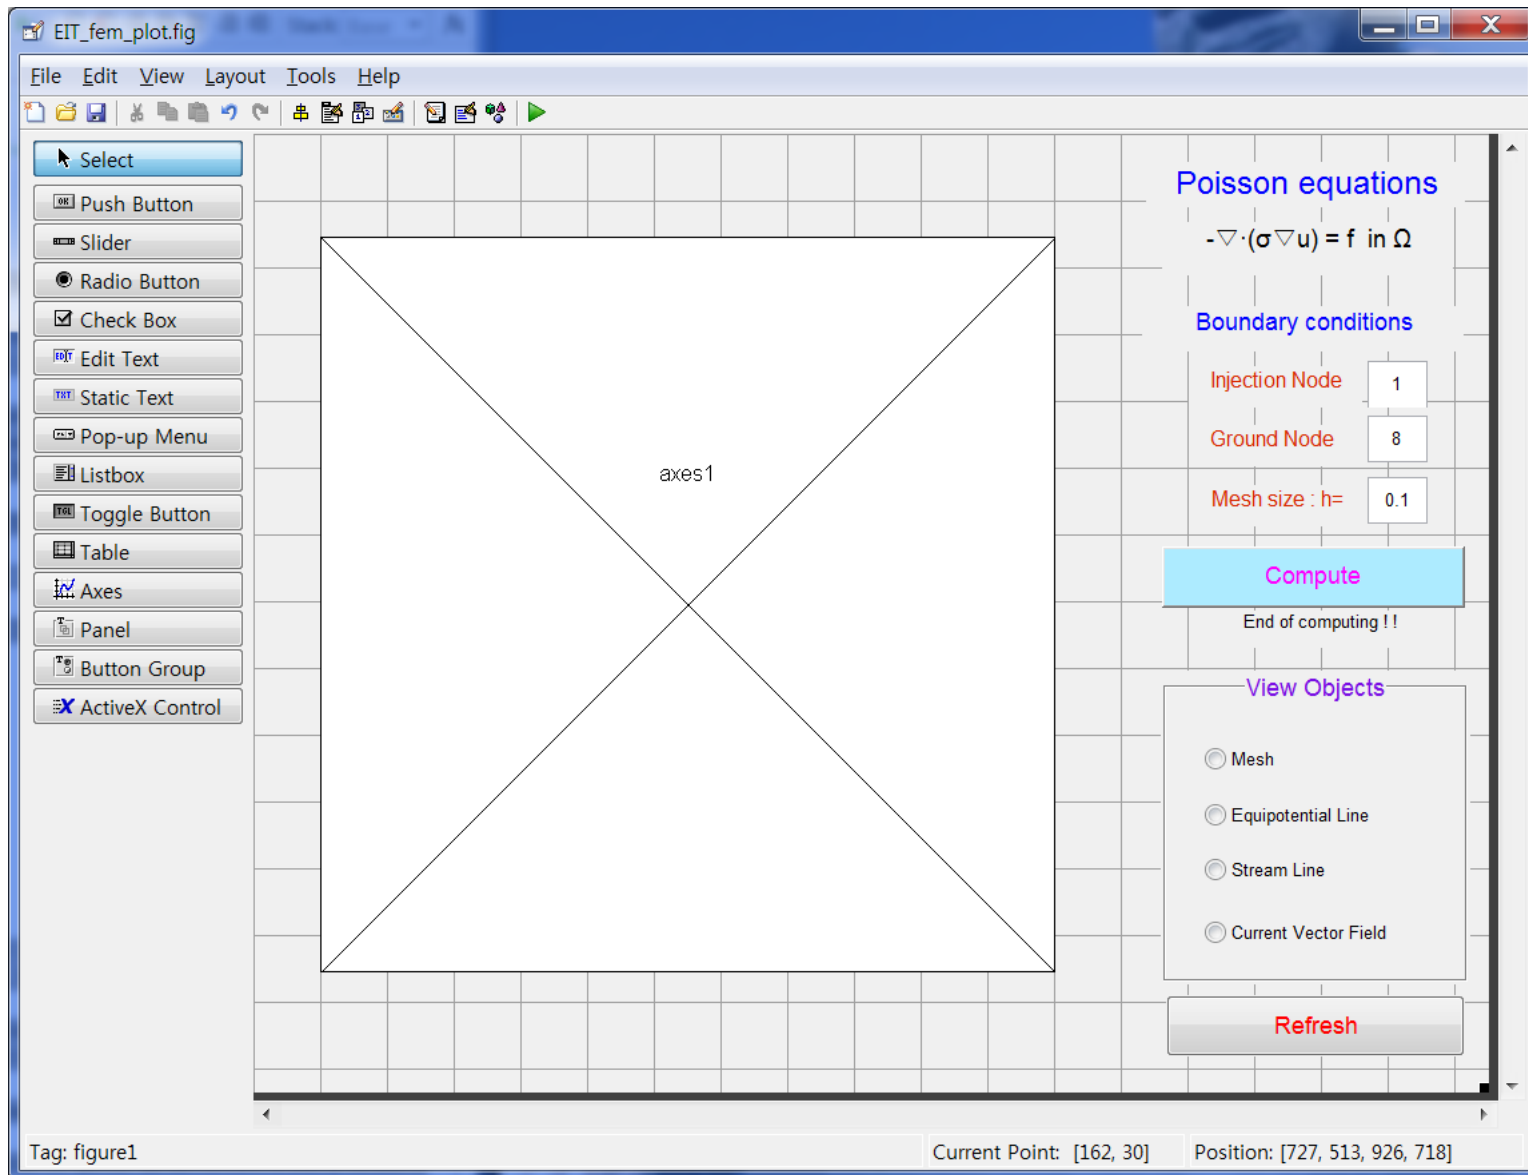 EIT_fem_plot.fig
File Edit View Layout Tools Help
Select
Push Button
Slider
Radio Button
Check Box
Edit Text
Static Text
Pop-up Menu
Listbox
Toggle Button
Table
Axes
Panel
Button Group
ActiveX Control
axes1
Poisson equations
-▽·(σ▽u) = f in Ω
Boundary conditions
Injection Node 1
Ground Node 8
Mesh size : h= 0.1
Compute
End of computing ! !
View Objects
Mesh
Equipotential Line
Stream Line
Current Vector Field
Refresh
Tag: figure1
Current Point: [162, 30]
Position: [727, 513, 926, 718]